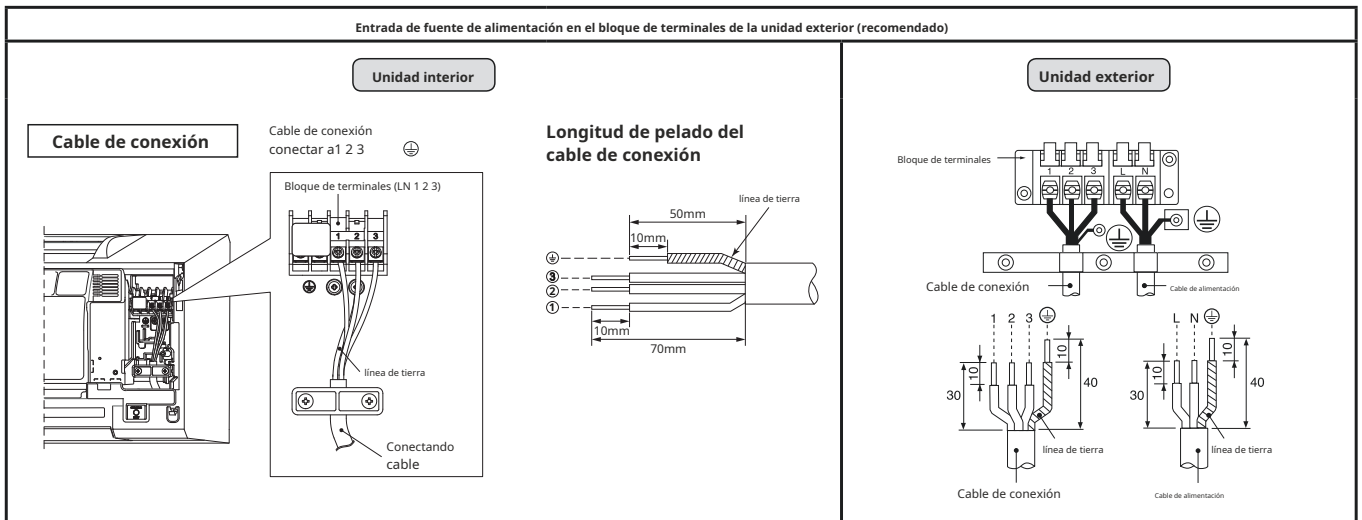 Entrada de fuente de alimentación en el bloque de terminales de la unidad exterior (recomendado)
Unidad interior
Cable de conexión
Cable de conexión
conectar a1 2 3
Bloque de terminales (LN 1 2 3)
1 2 3
línea de tierra
Conectando
cable
Longitud de pelado del
cable de conexión
línea de tierra
50mm
10mm
3
2
1
10mm
70mm
Unidad exterior
Bloque de terminales
1 2 3 L N
Cable de conexión
Cable de alimentación
1 2 3
10
10
30
40
línea de tierra
Cable de conexión
L N
10
10
30
40
línea de tierra
Cable de alimentación